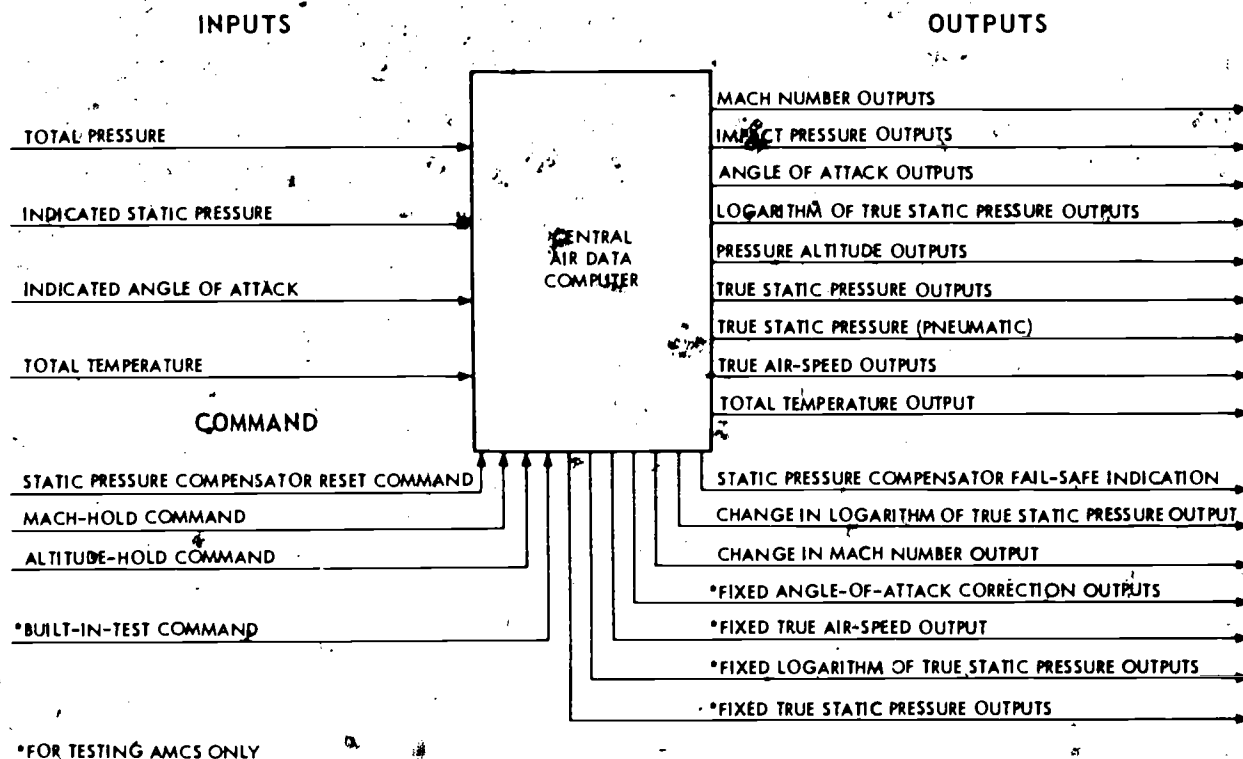 INPUTS
TOTAL PRESSURE
INDICATED STATIC PRESSURE
INDICATED ANGLE OF ATTACK
TOTAL TEMPERATURE
COMMAND
STATIC PRESSURE COMPENSATOR RESET COMMAND
MACH-HOLD COMMAND
ALTITUDE-HOLD COMMAND
*BUILT-IN-TEST COMMAND
*FOR TESTING AMCS ONLY
CENTRAL
AIR DATA
COMPUTER
OUTPUTS
MACH NUMBER OUTPUTS
IMPACT PRESSURE OUTPUTS
ANGLE OF ATTACK OUTPUTS
LOGARITHM OF TRUE STATIC PRESSURE OUTPUTS
PRESSURE ALTITUDE OUTPUTS
TRUE STATIC PRESSURE OUTPUTS
TRUE STATIC PRESSURE (PNEUMATIC)
TRUE AIR-SPEED OUTPUTS
TOTAL TEMPERATURE OUTPUT
STATIC PRESSURE COMPENSATOR FAIL-SAFE INDICATION
CHANGE IN LOGARITHM OF TRUE STATIC PRESSURE OUTPUT
CHANGE IN MACH NUMBER OUTPUT
*FIXED ANGLE-OF-ATTACK CORRECTION OUTPUTS
*FIXED TRUE AIR-SPEED OUTPUT
*FIXED LOGARITHM OF TRUE STATIC PRESSURE OUTPUTS
*FIXED TRUE STATIC PRESSURE OUTPUTS